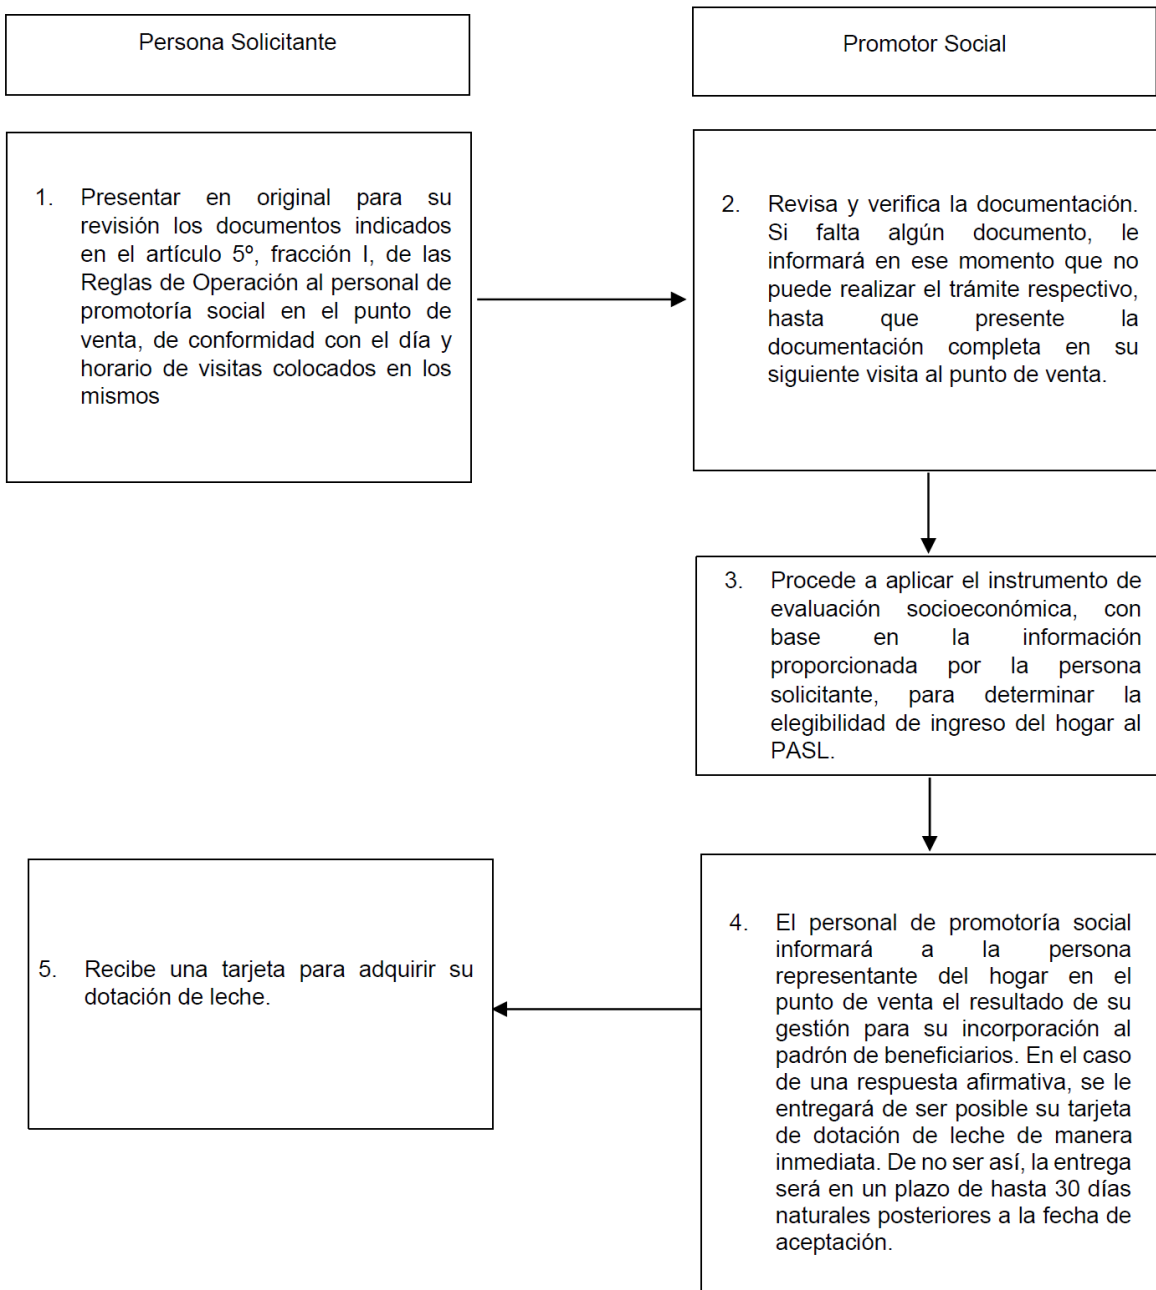 Persona Solicitante
Promotor Social
1. Presentar en original para su
revisión los documentos indicados
en el artículo 5º, fracción I, de las
Reglas de Operación al personal de
promotoría social en el punto de
venta, de conformidad con el día y
horario de visitas colocados en los
mismos
2. Revisa y verifica la documentación.
Si falta algún documento, le
informará en ese momento que no
puede realizar el trámite respectivo,
hasta que presente la
documentación completa en su
siguiente visita al punto de venta.
3. Procede a aplicar el instrumento de
evaluación socioeconómica, con
base en la información
proporcionada por la persona
solicitante, para determinar la
elegibilidad de ingreso del hogar al
PASL.
4. El personal de promotoría social
informará a la persona
representante del hogar en el
punto de venta el resultado de su
gestión para su incorporación al
padrón de beneficiarios. En el caso
de una respuesta afirmativa, se le
entregará de ser posible su tarjeta
de dotación de leche de manera
inmediata. De no ser así, la entrega
será en un plazo de hasta 30 días
naturales posteriores a la fecha de
aceptación.
5. Recibe una tarjeta para adquirir su
dotación de leche.